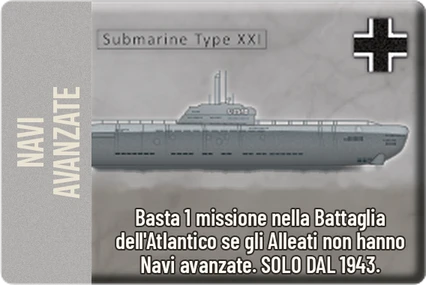 Submarine Type XXI
NAVI
AVANZATE
Basta 1 missione nella Battaglia
dell'Atlantico se gli Alleati non hanno
Navi avanzate. SOLO DAL 1943.